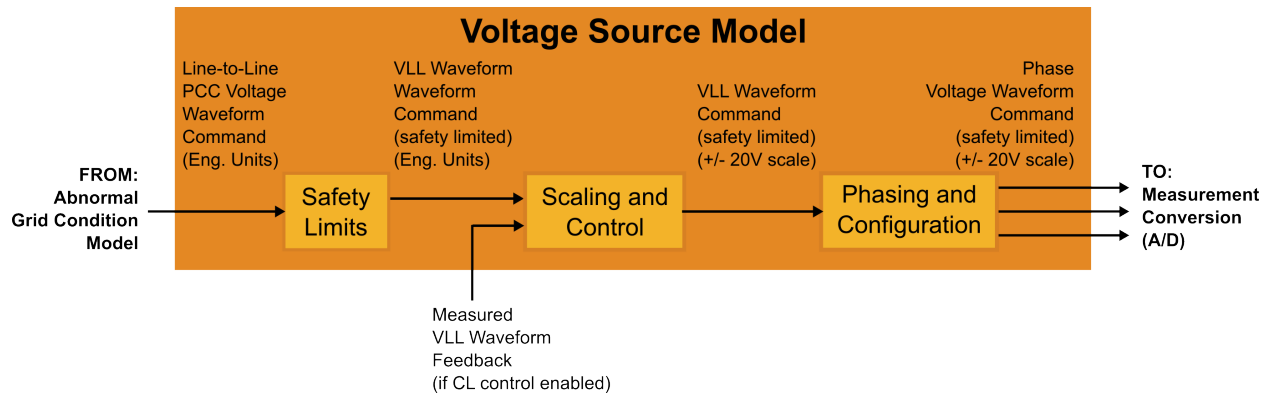 Voltage Source Model
Line-to-Line
PCC Voltage
Waveform
Command
(Eng. Units)
VLL Waveform
Waveform
Command
(safety limited)
(Eng. Units)
VLL Waveform
Command
(safety limited)
(+/- 20V scale)
Phase
Voltage Waveform
Command
(safety limited)
(+/- 20V scale)
FROM:
Abnormal
Grid Condition
Model
Safety
Limits
Scaling and
Control
Phasing and
Configuration
TO:
Measurement
Conversion
(A/D)
Measured
VLL Waveform
Feedback
(if CL control enabled)